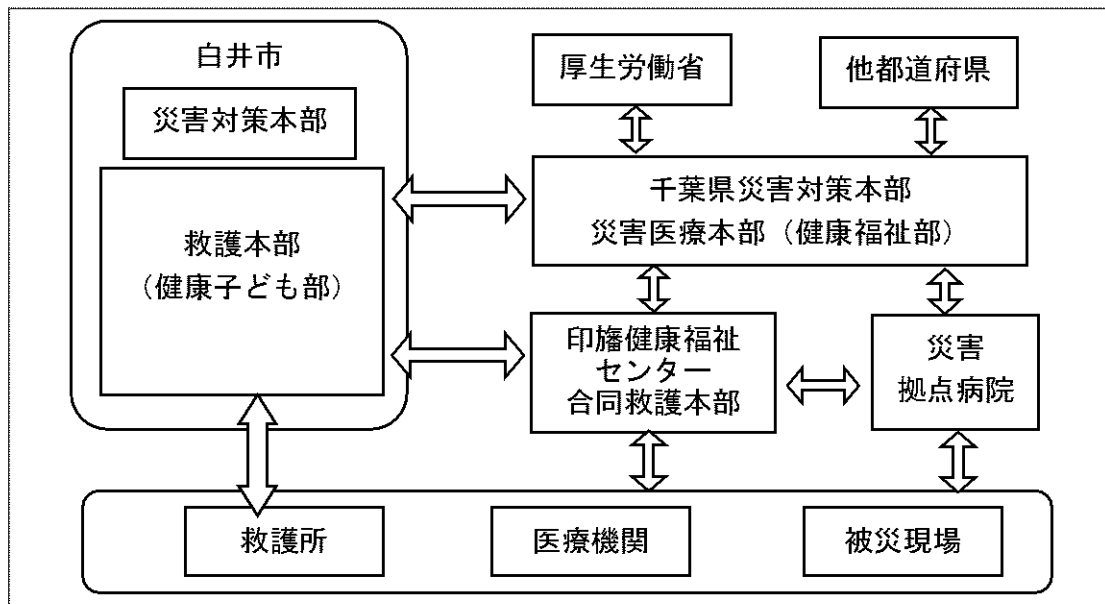 白井市
災害対策本部
救護本部
（健康子ども部）
厚生労働省
他都道府県
千葉県災害対策本部
災害医療本部（健康福祉部）
印旛健康福祉
センター
合同救護本部
災害
拠点病院
救護所
医療機関
被災現場